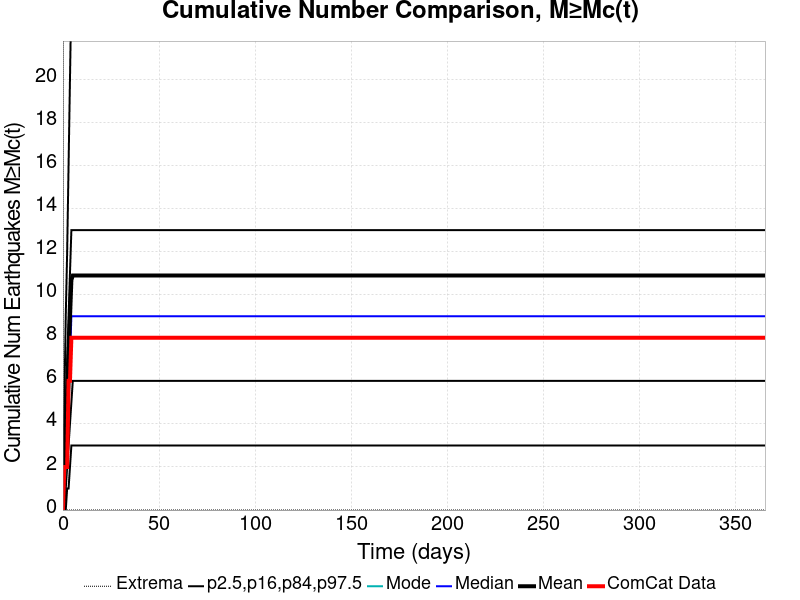 Cumulative Number Comparison, M≥Mc(t)
Cumulative Num Earthquakes M≥Mc(t)
20
18
16
14
12
10
8
6
4
2
0
0 50 100 150 200 250 300 350
Time (days)
Extrema p2.5,p16,p84,p97.5 Mode Median Mean ComCat Data